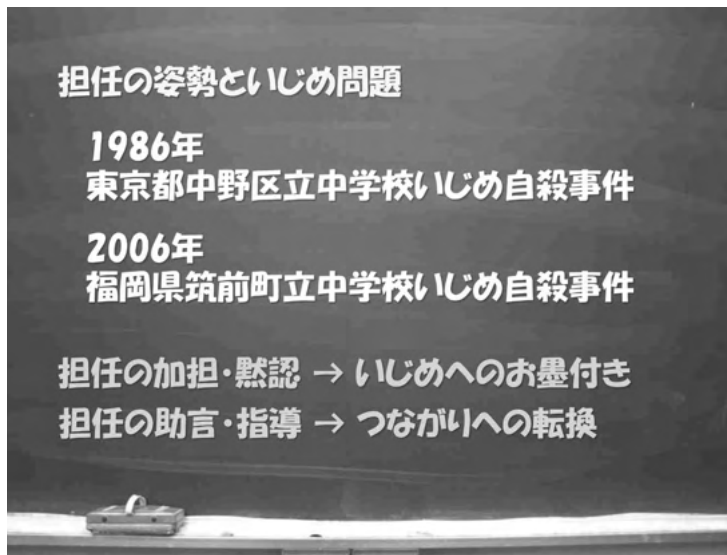 担任の姿勢といじめ問題
1986年
東京都中野区立中学校いじめ自殺事件
2006年
福岡県筑前町立中学校いじめ自殺事件
担任の加担・黙認 → いじめへのお墨付き
担任の助言・指導 → つながりへの転換